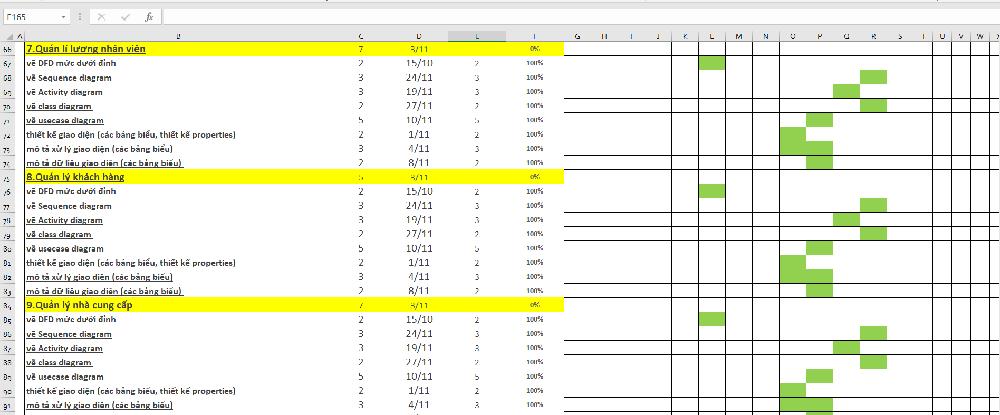 E165 fx
A B C D E F G H I J K L M N O P Q R S T U V W
66 7.Quản lí lương nhân viên 7 3/11 0%
67 vẽ DFD mức dưới đỉnh 2 15/10 2 100%
68 vẽ Sequence diagram 3 24/11 3 100%
69 vẽ Activity diagram 3 19/11 3 100%
70 vẽ class diagram 2 27/11 2 100%
71 vẽ usecase diagram 5 10/11 5 100%
72 thiết kế giao diện (các bảng biểu, thiết kế properties) 2 1/11 2 100%
73 mô tả xử lý giao diện (các bảng biểu) 3 4/11 3 100%
74 mô tả dữ liệu giao diện (các bảng biểu) 2 8/11 2 100%
75 8.Quản lý khách hàng 5 3/11 0%
76 vẽ DFD mức dưới đỉnh 2 15/10 2 100%
77 vẽ Sequence diagram 3 24/11 3 100%
78 vẽ Activity diagram 3 19/11 3 100%
79 vẽ class diagram 2 27/11 2 100%
80 vẽ usecase diagram 5 10/11 5 100%
81 thiết kế giao diện (các bảng biểu, thiết kế properties) 2 1/11 2 100%
82 mô tả xử lý giao diện (các bảng biểu) 3 4/11 3 100%
83 mô tả dữ liệu giao diện (các bảng biểu) 2 8/11 2 100%
84 9.Quản lý nhà cung cấp 7 3/11 0%
85 vẽ DFD mức dưới đỉnh 2 15/10 2 100%
86 vẽ Sequence diagram 3 24/11 3 100%
87 vẽ Activity diagram 3 19/11 3 100%
88 vẽ class diagram 2 27/11 2 100%
89 vẽ usecase diagram 5 10/11 5 100%
90 thiết kế giao diện (các bảng biểu, thiết kế properties) 2 1/11 2 100%
91 mô tả xử lý giao diện (các bảng biểu) 3 4/11 3 100%